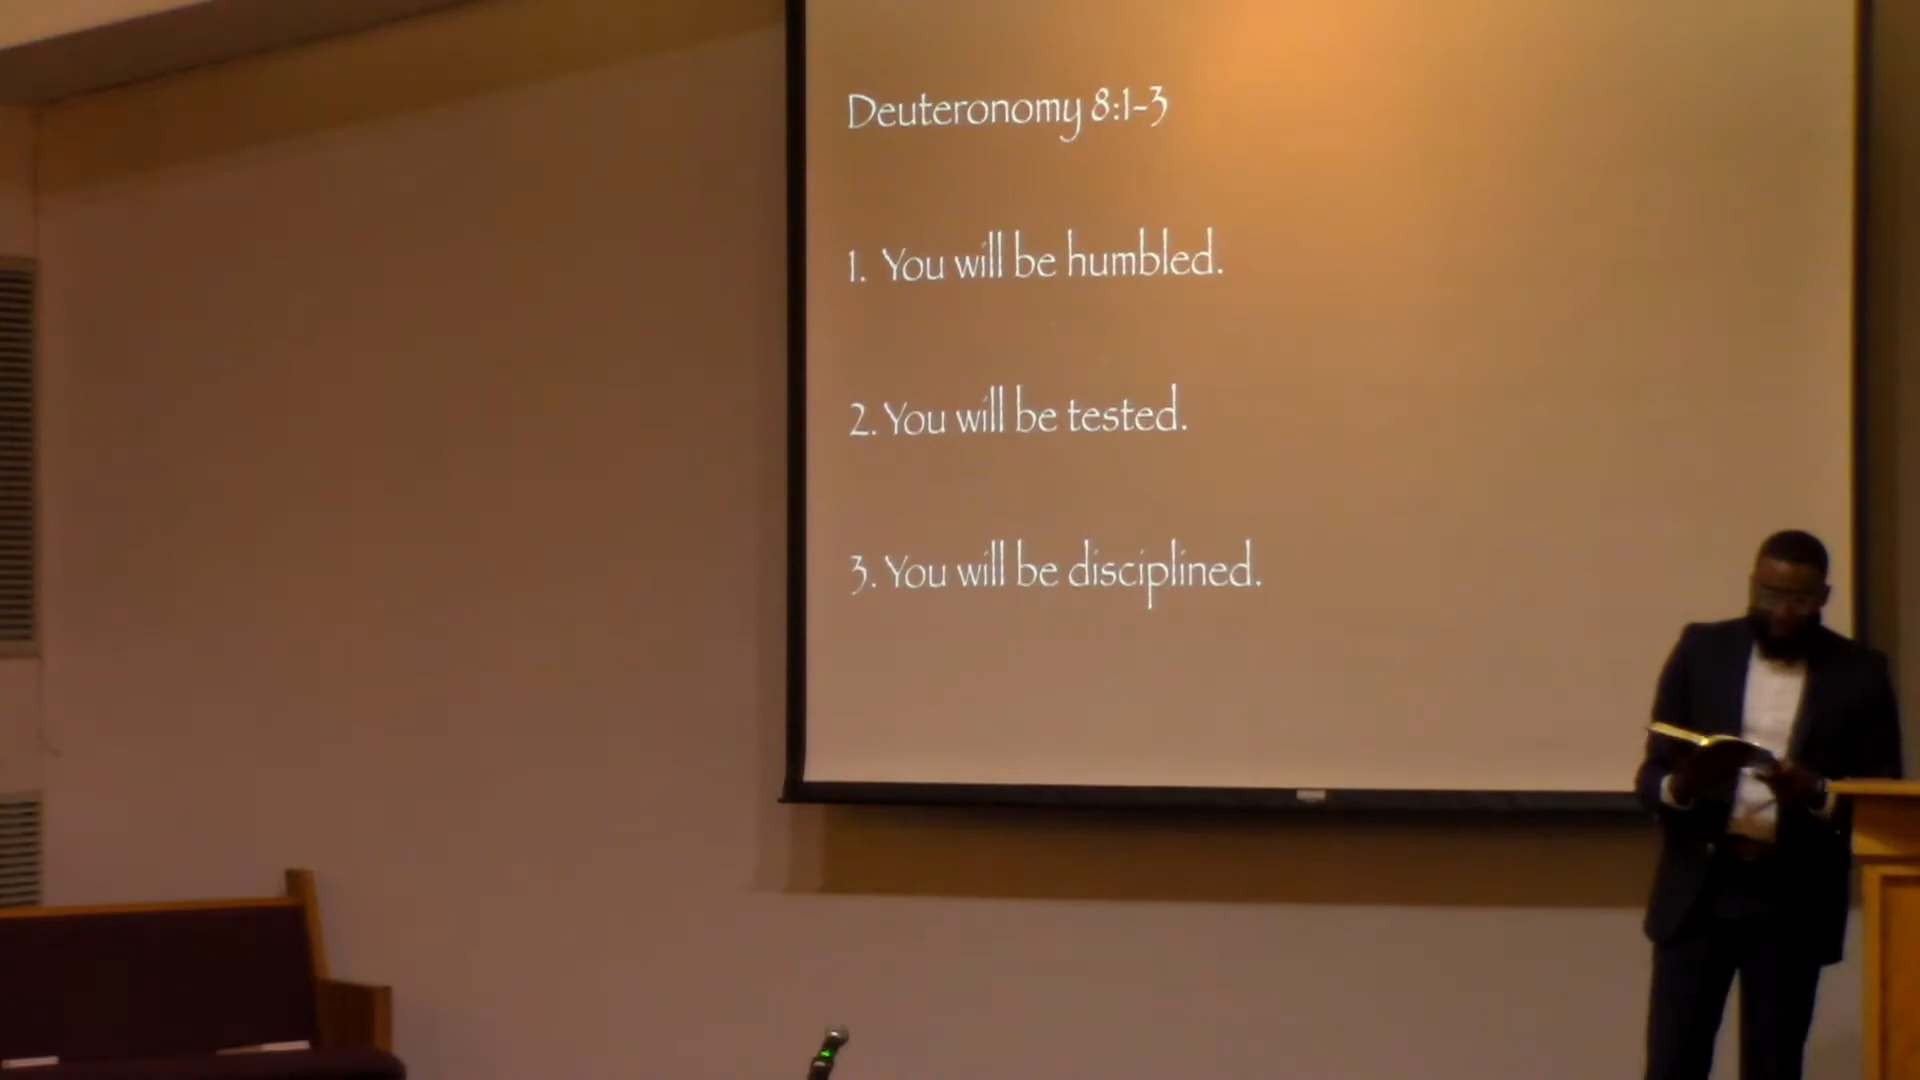 Deuteronomy 8:1-3
1. You will be humbled.
2. You will be tested.
3. You will be disciplined.